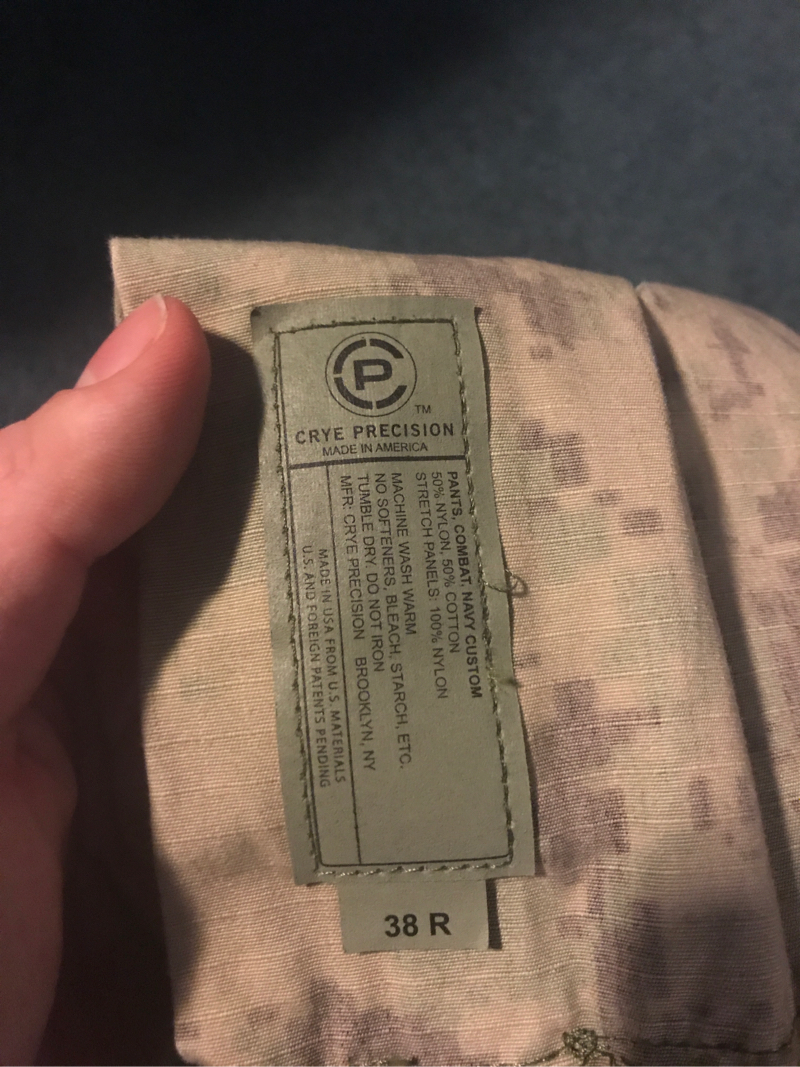 CP TM
CRYE PRECISION
MADE IN AMERICA
PANTS, COMBAT, NAVY CUSTOM
50% NYLON, 50% COTTON
STRETCH PANELS: 100% NYLON
MACHINE WASH WARM
NO SOFTENERS, BLEACH, STARCH, ETC.
TUMBLE DRY. DO NOT IRON
MFR: CRYE PRECISION BROOKLYN, NY
MADE IN USA FROM U.S. MATERIALS
U.S. AND FOREIGN PATENTS PENDING
38 R